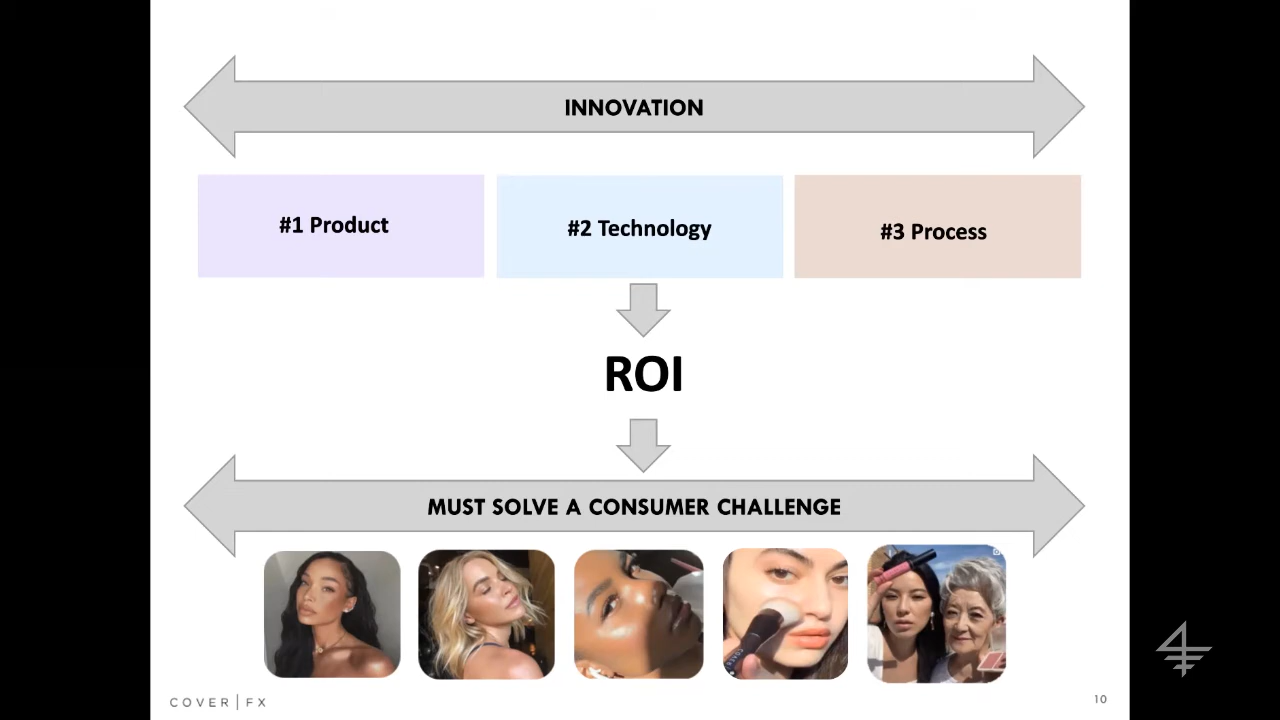 INNOVATION
#1 Product
#2 Technology
#3 Process
ROI
MUST SOLVE A CONSUMER CHALLENGE
COVER | FX
10